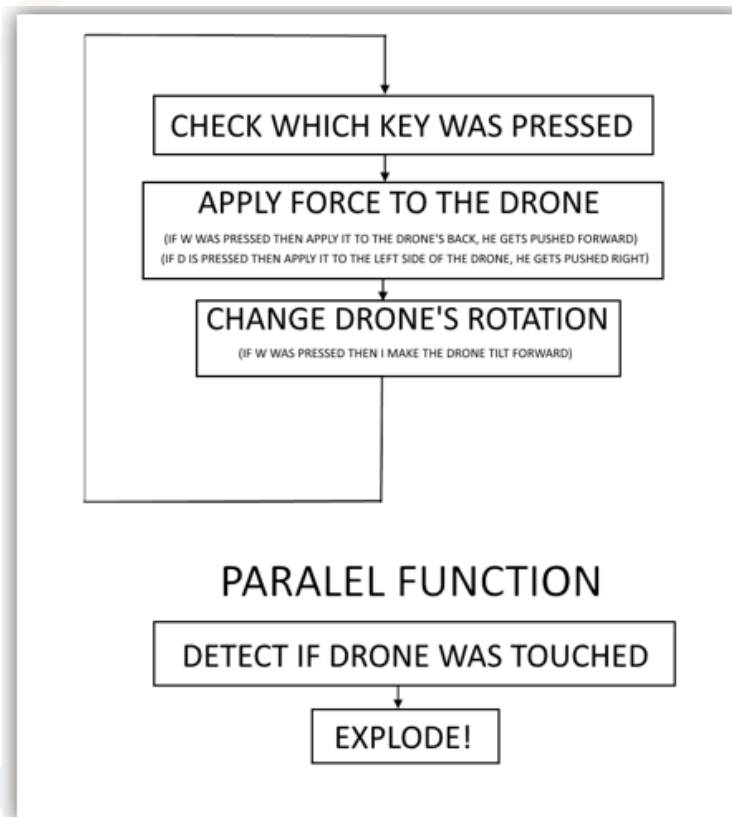 CHECK WHICH KEY WAS PRESSED
APPLY FORCE TO THE DRONE
(IF W WAS PRESSED THEN APPLY IT TO THE DRONE'S BACK, HE GETS PUSHED FORWARD)
(IF D IS PRESSED THEN APPLY IT TO THE LEFT SIDE OF THE DRONE, HE GETS PUSHED RIGHT)
CHANGE DRONE'S ROTATION
(IF W WAS PRESSED THEN I MAKE THE DRONE TILT FORWARD)
PARALEL FUNCTION
DETECT IF DRONE WAS TOUCHED
EXPLODE!